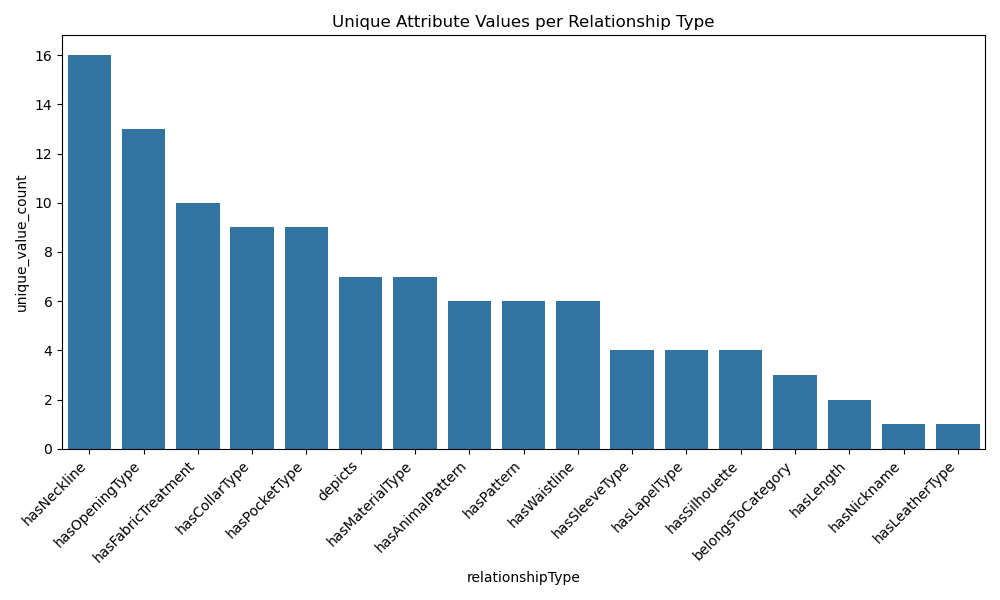 Unique Attribute Values per Relationship Type
unique_value_count
16
14
12
10
8
6
4
2
0
hasNeckline
hasOpeningType
hasFabricTreatment
hasCollarType
hasPocketType
depicts
hasMaterialType
hasAnimalPattern
hasPattern
hasWaistline
hasSleeveType
hasLapelType
hasSilhouette
belongsToCategory
hasLength
hasNickname
hasLeatherType
relationshipType